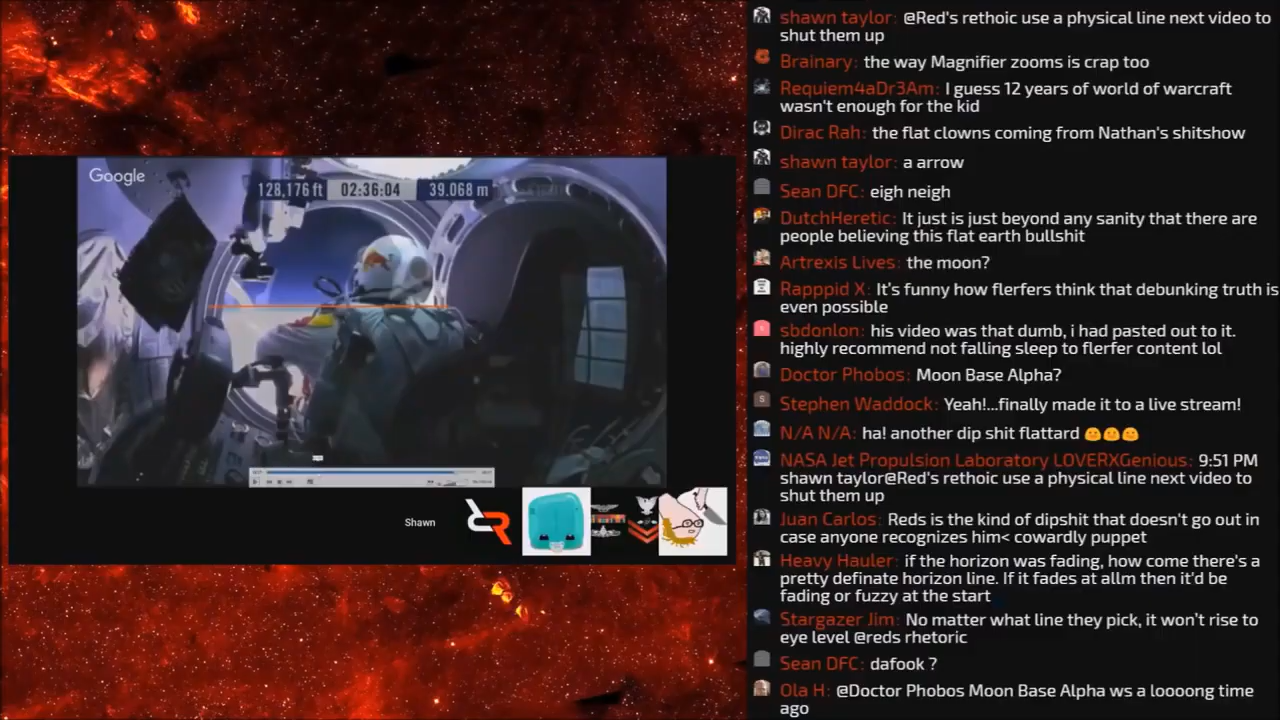 Google
128,176 ft 02:36:04 39.068 m
Shawn
shawn taylor: @Red's rethoic use a physical line next video to
shut them up
Brainary: the way Magnifier zooms is crap too
Requiem4aDr3Am: I guess 12 years of world of warcraft
wasn't enough for the kid
Dirac Rah: the flat clowns coming from Nathan's shitshow
shawn taylor: a arrow
Sean DFC: eigh neigh
DutchHeretic: It just is just beyond any sanity that there are
people believing this flat earth bullshit
Artrexis Lives: the moon?
Rapppid X: It's funny how flerfers think that debunking truth is
even possible
sbdonlon: his video was that dumb, i had pasted out to it.
highly recommend not falling sleep to flerfer content lol
Doctor Phobos: Moon Base Alpha?
Stephen Waddock: Yeah!...finally made it to a live stream!
N/A N/A: ha! another dip shit flattard 🤗🤗🤗
NASA Jet Propulsion Laboratory LOVERXGenious: 9:51 PM
shawn taylor@Red's rethoic use a physical line next video to
shut them up
Juan Carlos: Reds is the kind of dipshit that doesn't go out in
case anyone recognizes him< cowardly puppet
Heavy Hauler: if the horizon was fading, how come there's a
pretty definate horizon line. If it fades at allm then it'd be
fading or fuzzy at the start
Stargazer Jim: No matter what line they pick, it won't rise to
eye level @reds rhetoric
Sean DFC: dafook ?
Ola H: @Doctor Phobos Moon Base Alpha ws a loooong time
ago